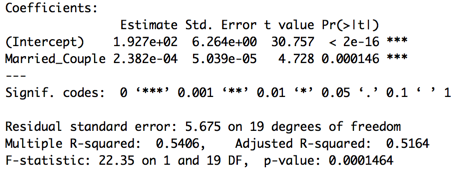 Coefficients:
Estimate Std. Error t value Pr(>|t|)
(Intercept) 1.927e+02 6.264e+00 30.757 < 2e-16 ***
Married_Couple 2.382e-04 5.039e-05 4.728 0.000146 ***
---
Signif. codes: 0 ‘***’ 0.001 ‘**’ 0.01 ‘*’ 0.05 ‘.’ 0.1 ‘ ’ 1
Residual standard error: 5.675 on 19 degrees of freedom
Multiple R-squared: 0.5406, Adjusted R-squared: 0.5164
F-statistic: 22.35 on 1 and 19 DF, p-value: 0.0001464